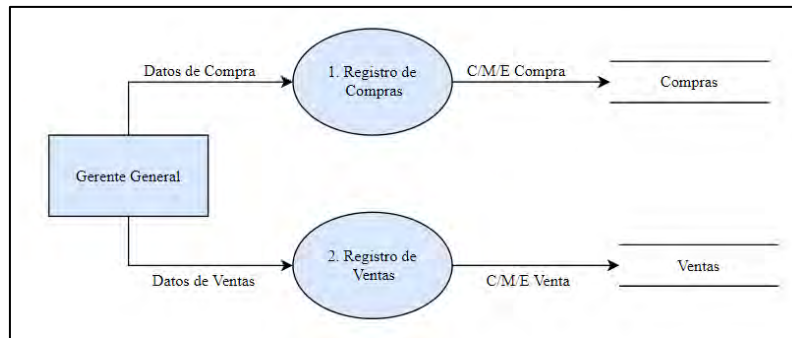 Datos de Compra
1. Registro de
Compras
C/M/E Compra
Compras
Gerente General
Datos de Ventas
2. Registro de
Ventas
C/M/E Venta
Ventas